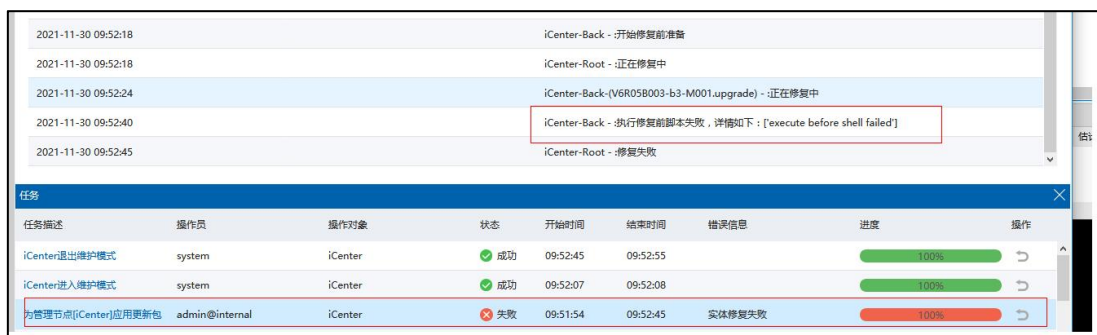 2021-11-30 09:52:18 iCenter-Back - :开始修复前准备
2021-11-30 09:52:18 iCenter-Root - :正在修复中
2021-11-30 09:52:24 iCenter-Back-(V6R05B003-b3-M001.upgrade) - :正在修复中
2021-11-30 09:52:40 iCenter-Back - :执行修复前脚本失败，详情如下：['execute before shell failed']
2021-11-30 09:52:45 iCenter-Root - :修复失败
任务
任务描述 操作员 操作对象 状态 开始时间 结束时间 错误信息 进度 操作
iCenter退出维护模式 system iCenter 成功 09:52:45 09:52:55 100%
iCenter进入维护模式 system iCenter 成功 09:52:07 09:52:08 100%
为管理节点[iCenter]应用更新包 admin@internal iCenter 失败 09:51:54 09:52:45 实体修复失败 100%